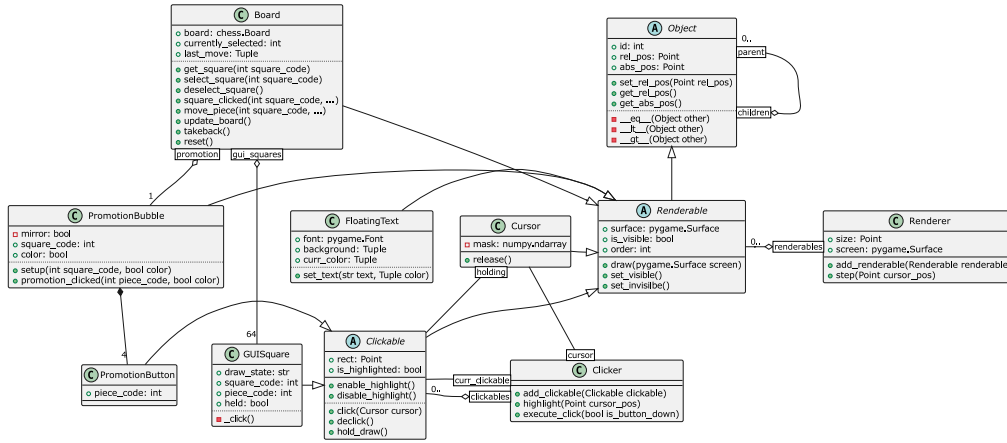 C Board
board: chess.Board
currently_selected: int
last_move: Tuple
get_square(int square_code)
select_square(int square_code)
deselect_square()
square_clicked(int square_code, ...)
move_piece(int square_code, ...)
update_board()
takeback()
reset()
promotion
gui_squares
1
64
A Object
id: int
rel_pos: Point
abs_pos: Point
set_rel_pos(Point rel_pos)
get_rel_pos()
get_abs_pos()
__eq__(Object other)
__lt__(Object other)
__gt__(Object other)
0..
parent
children
C PromotionBubble
mirror: bool
square_code: int
color: bool
setup(int square_code, bool color)
promotion_clicked(int piece_code, bool color)
4
C FloatingText
font: pygame.Font
background: Tuple
curr_color: Tuple
set_text(str text, Tuple color)
C Cursor
mask: numpy.ndarray
release()
holding
A Renderable
surface: pygame.Surface
is_visible: bool
order: int
draw(pygame.Surface screen)
set_visible()
set_invisilbe()
0..
renderables
C Renderer
size: Point
screen: pygame.Surface
add_renderable(Renderable renderable)
step(Point cursor_pos)
C PromotionButton
piece_code: int
C GUISquare
draw_state: str
square_code: int
piece_code: int
held: bool
_click()
A Clickable
rect: Point
is_highlighted: bool
enable_highlight()
disable_highlight()
click(Cursor cursor)
declick()
hold_draw()
cursor
curr_clickable
0..
clickables
C Clicker
add_clickable(Clickable clickable)
highlight(Point cursor_pos)
execute_click(bool is_button_down)